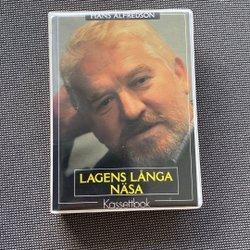 HANS ALFREDSON
LAGENS LÅNGA
NÄSA
Kassettbok